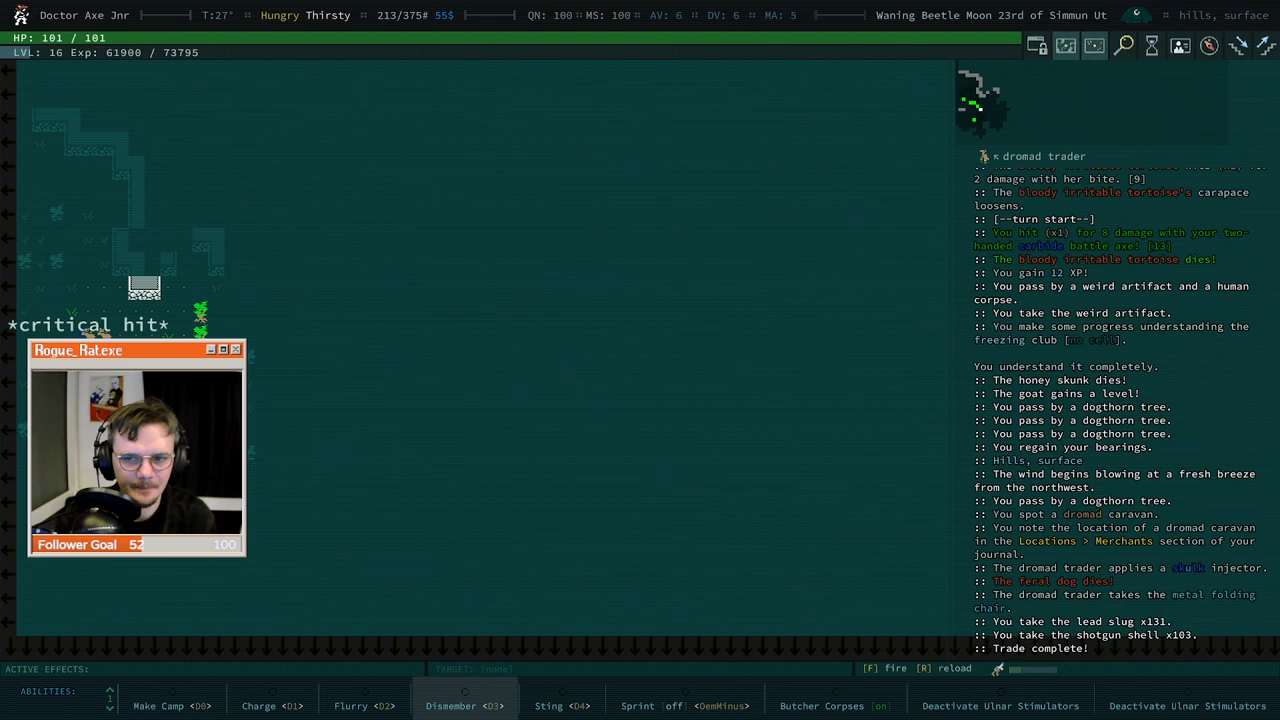 Doctor Axe Jnr T:27° Hungry Thirsty 213/375# 55$ QN: 100 MS: 100 AV: 6 DV: 6 MA: 5 Waning Beetle Moon 23rd of Simmun Ut hills, surface
HP: 101 / 101
LVL: 16 Exp: 61900 / 73795
dromad trader
2 damage with her bite. [9]
:: The bloody irritable tortoise's carapace
loosens.
:: [--turn start--]
:: You hit (x1) for 8 damage with your two-
handed carbide battle axe! [13]
:: The bloody irritable tortoise dies!
:: You gain 12 XP!
:: You pass by a weird artifact and a human
corpse.
:: You take the weird artifact.
:: You make some progress understanding the
freezing club [no cell].
You understand it completely.
:: The honey skunk dies!
:: The goat gains a level!
:: You pass by a dogthorn tree.
:: You pass by a dogthorn tree.
:: You pass by a dogthorn tree.
:: You regain your bearings.
:: Hills, surface
:: The wind begins blowing at a fresh breeze
from the northwest.
:: You pass by a dogthorn tree.
:: You spot a dromad caravan.
:: You note the location of a dromad caravan
in the Locations > Merchants section of your
journal.
:: The dromad trader applies a skulk injector.
:: The feral dog dies!
:: The dromad trader takes the metal folding
chair.
:: You take the lead slug x131.
:: You take the shotgun shell x103.
:: Trade complete!
*critical hit*
Rogue_Rat.exe
Follower Goal 52 100
ACTIVE EFFECTS: TARGET: [none] [F] fire [R] reload
ABILITIES: 1 Make Camp <D0> Charge <D1> Flurry <D2> Dismember <D3> Sting <D4> Sprint [off] <OemMinus> Butcher Corpses [on] Deactivate Ulnar Stimulators Deactivate Ulnar Stimulators